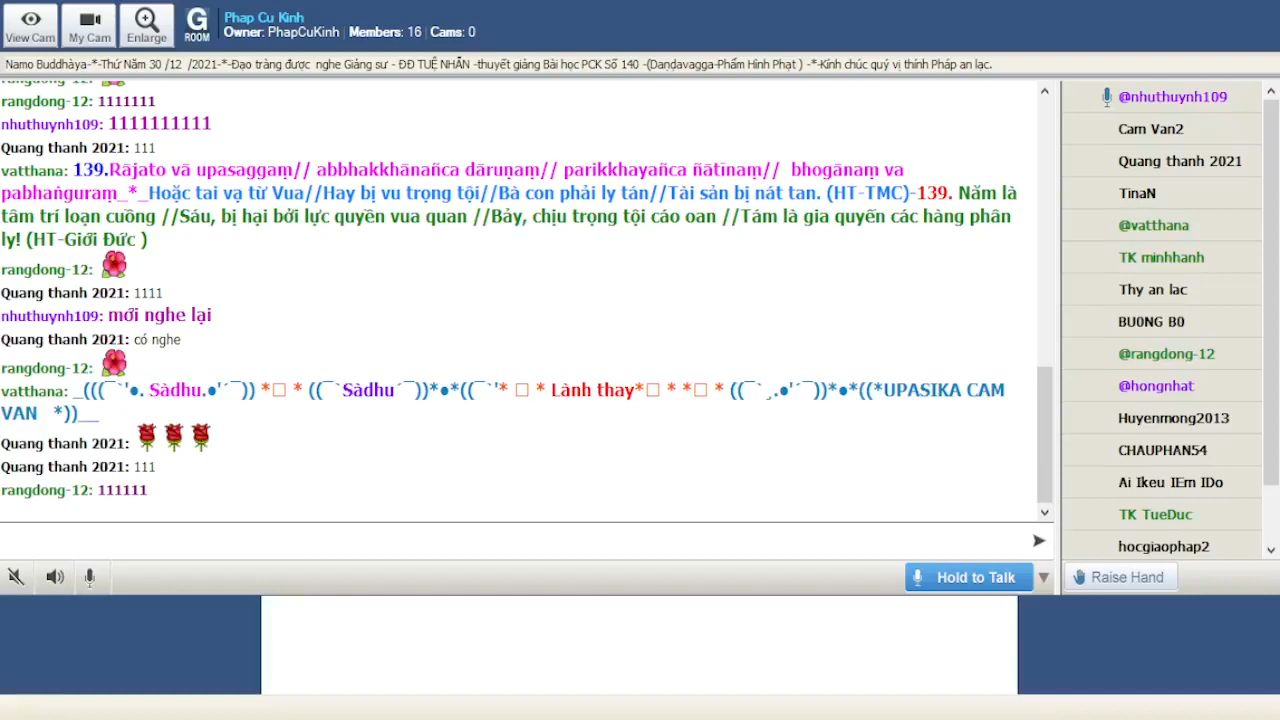 View Cam
My Cam
Enlarge
G
ROOM
Phap Cu Kinh
Owner: PhapCuKinh | Members: 16 | Cams: 0
Namo Buddhàya-*-Thứ Năm 30 /12 /2021-*-Đạo tràng được nghe Giảng sư - ĐĐ TUỆ NHẪN -thuyết giảng Bài học PCK Số 140 -(Daṇḍavagga-Phẩm Hình Phạt ) -*-Kính chúc quý vị thính Pháp an lạc.
rangdong-12:
rangdong-12: 1111111
nhuthuynh109: 1111111111
Quang thanh 2021: 111
vatthana: 139.Rājato vā upasaggaṃ// abbhakkhānañca dāruṇaṃ// parikkhayañca ñātīnaṃ// bhogānaṃ va
pabhaṅguraṃ_*_Hoặc tai vạ từ Vua//Hay bị vu trọng tội//Bà con phải ly tán//Tài sản bị nát tan. (HT-TMC)-139. Năm là
tâm trí loạn cuồng //Sáu, bị hại bởi lực quyền vua quan //Bảy, chịu trọng tội cáo oan //Tám là gia quyến các hàng phân
ly! (HT-Giới Đức )
rangdong-12:
Quang thanh 2021: 1111
nhuthuynh109: mới nghe lại
Quang thanh 2021: có nghe
rangdong-12:
vatthana: _(((¯`'●. Sàdhu.●'´¯)) *□ * ((¯`Sàdhu´¯))*●*((¯`'* □ * Lành thay*□ * *□ * ((¯`¸.●'´¯))*●*((*UPASIKA CAM
VAN *))__
Quang thanh 2021:
Quang thanh 2021: 111
rangdong-12: 111111
Hold to Talk
@nhuthuynh109
Cam Van2
Quang thanh 2021
TinaN
@vatthana
TK minhhanh
Thy an lac
BU0NG B0
@rangdong-12
@hongnhat
Huyenmong2013
CHAUPHAN54
Ai Ikeu IEm IDo
TK TueDuc
hocgiaophap2
Raise Hand